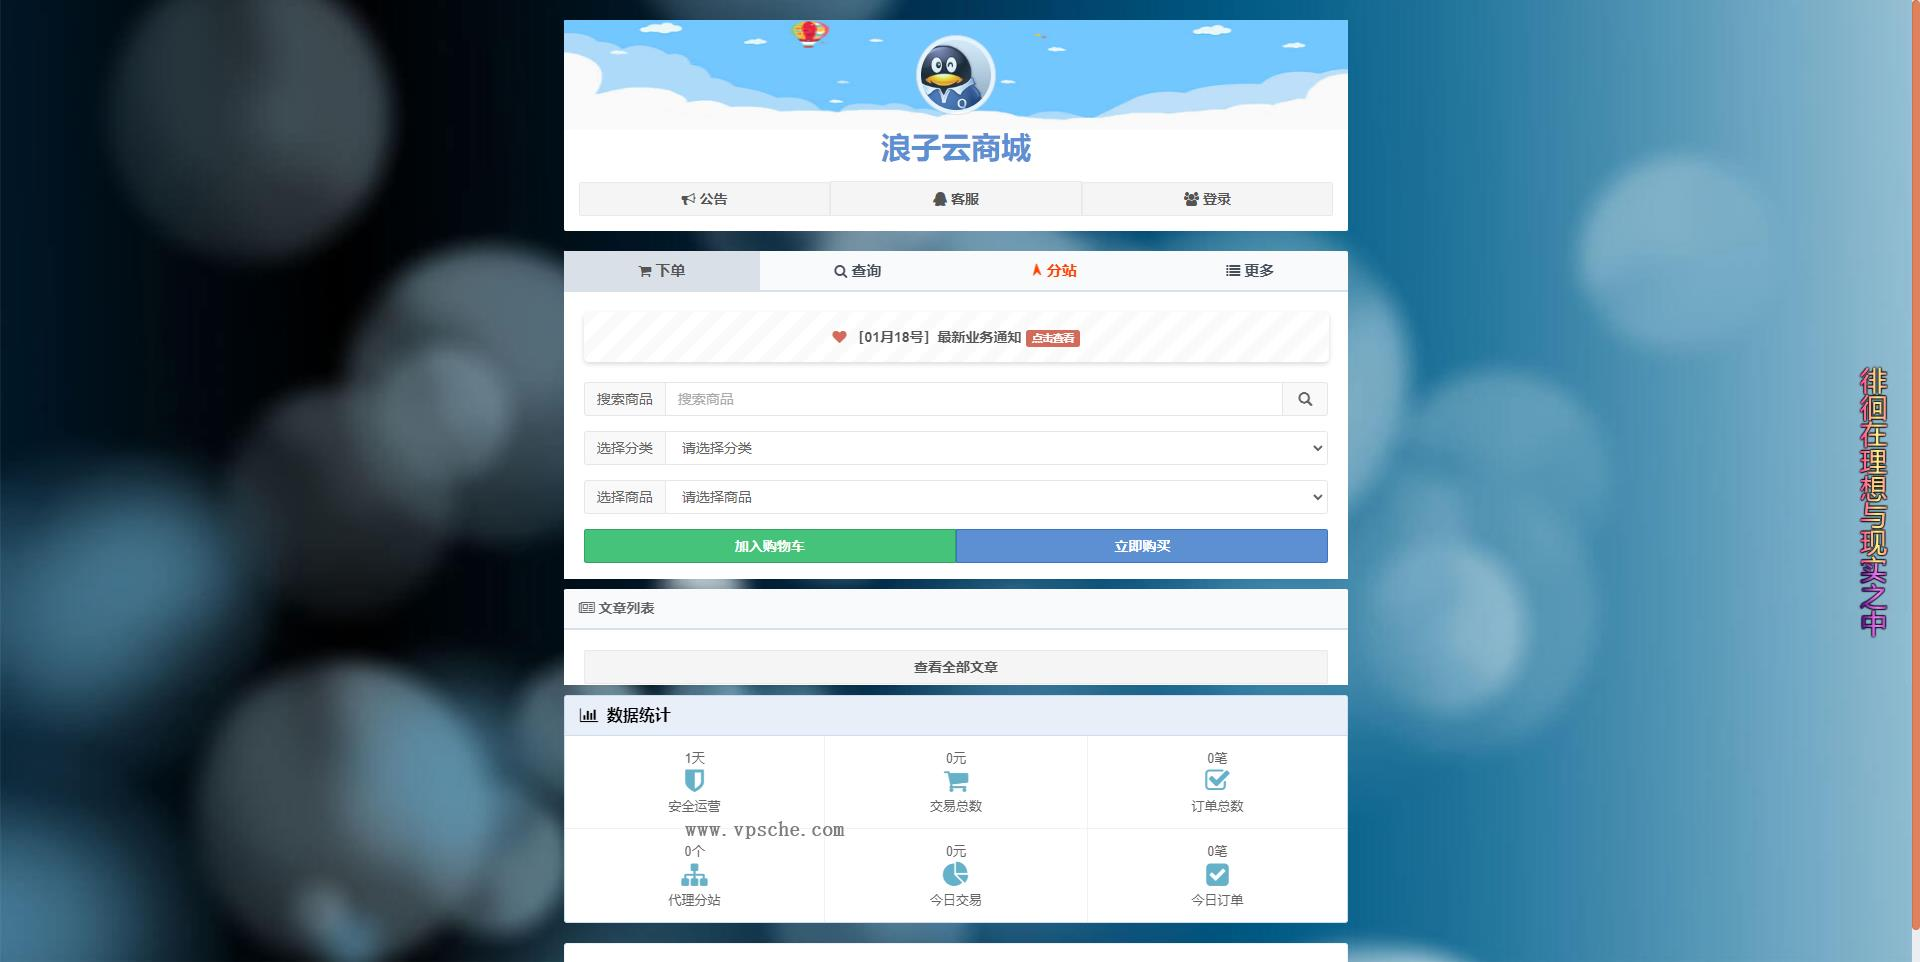 浪子云商城
公告
客服
登录
下单
查询
分站
更多
[01月18号] 最新业务通知 点击查看
搜索商品 搜索商品
选择分类 请选择分类
选择商品 请选择商品
加入购物车
立即购买
文章列表
查看全部文章
数据统计
1天
安全运营
0元
交易总数
0笔
订单总数
www.vpsche.com
0个
代理分站
0元
今日交易
0笔
今日订单
徘徊在理想与现实之中